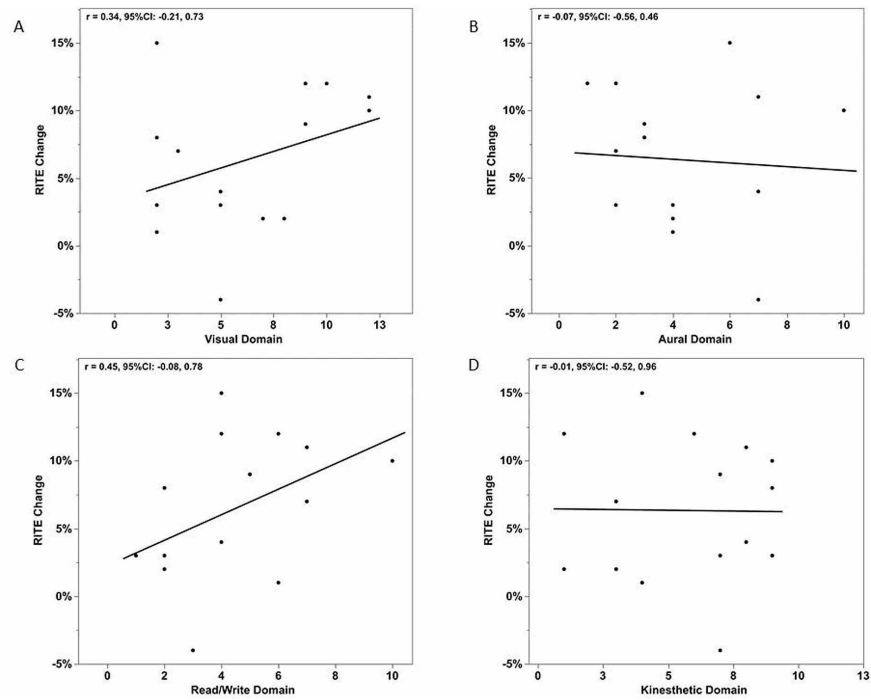 A
r = 0.34, 95%CI: -0.21, 0.73
15%
10%
5%
0%
-5%
RITE Change
0 3 5 8 10 13
Visual Domain
B
r = -0.07, 95%CI: -0.56, 0.46
15%
10%
5%
0%
-5%
RITE Change
0 2 4 6 8 10
Aural Domain
C
r = 0.45, 95%CI: -0.08, 0.78
15%
10%
5%
0%
-5%
RITE Change
0 2 4 6 8 10
Read/Write Domain
D
r = -0.01, 95%CI: -0.52, 0.96
15%
10%
5%
0%
-5%
RITE Change
0 3 5 8 10 13
Kinesthetic Domain